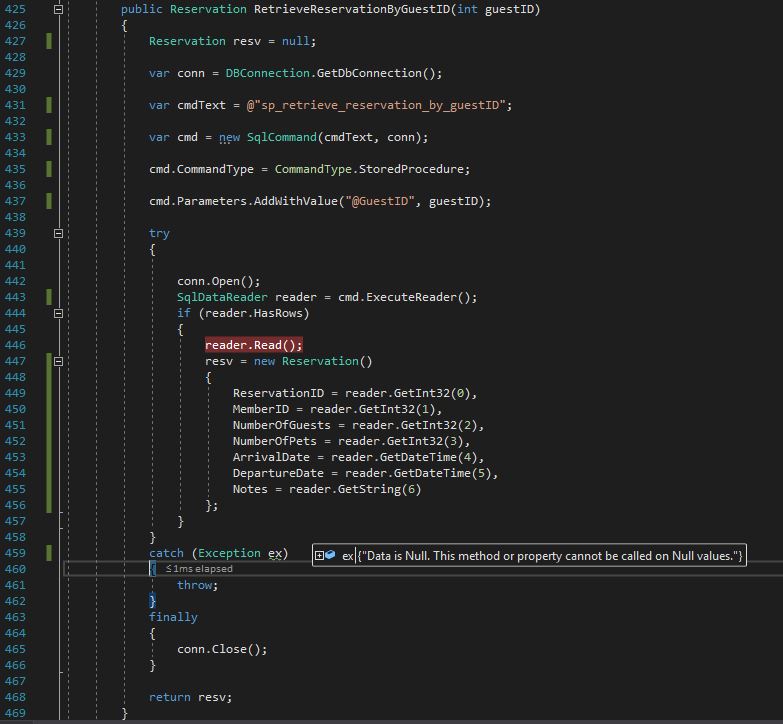 425 public Reservation RetrieveReservationByGuestID(int guestID)
426 {
427 Reservation resv = null;
428
429 var conn = DBConnection.GetDbConnection();
430
431 var cmdText = @"sp_retrieve_reservation_by_guestID";
432
433 var cmd = new SqlCommand(cmdText, conn);
434
435 cmd.CommandType = CommandType.StoredProcedure;
436
437 cmd.Parameters.AddWithValue("@GuestID", guestID);
438
439 try
440 {
441
442 conn.Open();
443 SqlDataReader reader = cmd.ExecuteReader();
444 if (reader.HasRows)
445 {
446 reader.Read();
447 resv = new Reservation()
448 {
449 ReservationID = reader.GetInt32(0),
450 MemberID = reader.GetInt32(1),
451 NumberOfGuests = reader.GetInt32(2),
452 NumberOfPets = reader.GetInt32(3),
453 ArrivalDate = reader.GetDateTime(4),
454 DepartureDate = reader.GetDateTime(5),
455 Notes = reader.GetString(6)
456 };
457 }
458 }
459 catch (Exception ex) ex {"Data is Null. This method or property cannot be called on Null values."}
460 { ≤1ms elapsed
461 throw;
462 }
463 finally
464 {
465 conn.Close();
466 }
467
468 return resv;
469 }